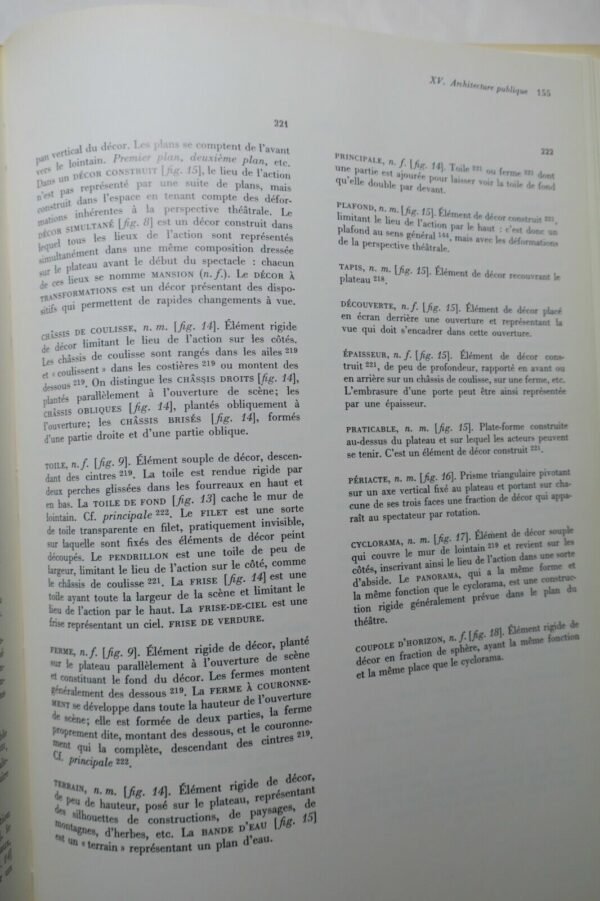 XV. Architecture publique 155
221
pan vertical du décor. Les plans se comptent de l'avant
vers le lointain. Premier plan, deuxième plan, etc.
Dans un DÉCOR CONSTRUIT [fig. 15], le lieu de l'action
n'est pas représenté par une suite de plans, mais
construit dans l'espace en tenant compte des défor-
mations inhérentes à la perspective théâtrale. Le
DÉCOR SIMULTANÉ [fig. 8] est un décor construit dans
lequel tous les lieux de l'action sont représentés
simultanément dans une même composition dressée
sur le plateau avant le début du spectacle : chacun
de ces lieux se nomme MANSION (n. f.). Le DÉCOR À
TRANSFORMATIONS est un décor présentant des dispo-
sitifs qui permettent de rapides changements à vue.
CHÂSSIS DE COULISSE, n. m. [fig. 14]. Élément rigide
de décor limitant le lieu de l'action sur les côtés.
Les châssis de coulisse sont rangés dans les ailes 219
et « coulissent » dans les costières 219 ou montent des
dessous 219. On distingue les CHÂSSIS DROITS [fig. 14],
plantés parallèlement à l'ouverture de scène; les
CHÂSSIS OBLIQUES [fig. 14], plantés obliquement à
l'ouverture; les CHÂSSIS BRISÉS [fig. 14], formés
d'une partie droite et d'une partie oblique.
TOILE, n. f. [fig. 9]. Élément souple de décor, descen-
dant des cintres 219. La toile est rendue rigide par
deux perches glissées dans les fourreaux en haut et
en bas. La TOILE DE FOND [fig. 13] cache le mur de
lointain. Cf. principale 222. Le FILET est une sorte
de toile transparente en filet, pratiquement invisible,
sur laquelle sont fixés des éléments de décor peint
découpés. Le PENDRILLON est une toile de peu de
largeur, limitant le lieu de l'action sur le côté, comme
le châssis de coulisse 221. La FRISE [fig. 14] est une
toile ayant toute la largeur de la scène et limitant le
lieu de l'action par le haut. La FRISE-DE-CIEL est une
frise représentant un ciel. FRISE DE VERDURE.
FERME, n. f. [fig. 9]. Élément rigide de décor, planté
sur le plateau parallèlement à l'ouverture de scène
et constituant le fond du décor. Les fermes montent
généralement des dessous 219. La FERME À COURONNE-
MENT se développe dans toute la hauteur de l'ouverture
de scène; elle est formée de deux parties, la ferme
proprement dite, montant des dessous, et le couronne-
ment qui la complète, descendant des cintres 219.
Cf. principale 222.
TERRAIN, n. m. [fig. 14]. Élément rigide de décor,
de peu de hauteur, posé sur le plateau, représentant
des silhouettes de constructions, de paysages, de
montagnes, d'herbes, etc. La BANDE D'EAU [fig. 15]
est un « terrain » représentant un plan d'eau.
222
PRINCIPALE, n. f. [fig. 14]. Toile 221 ou ferme 221 dont
une partie est ajourée pour laisser voir la toile de fond
qu'elle double par devant.
PLAFOND, n. m. [fig. 15]. Élément de décor construit 221,
limitant le lieu de l'action par le haut : c'est donc un
plafond au sens général 144, mais avec les déformations
de la perspective théâtrale.
TAPIS, n. m. [fig. 15]. Élément de décor recouvrant le
plateau 218.
DÉCOUVERTE, n. f. [fig. 15]. Élément de décor placé
en écran derrière une ouverture et représentant la
vue qui doit s'encadrer dans cette ouverture.
ÉPAISSEUR, n. f. [fig. 15]. Élément de décor cons-
truit 221, de peu de profondeur, rapporté en avant ou
en arrière sur un châssis de coulisse, sur une ferme, etc.
L'embrasure d'une porte peut être ainsi représentée
par une épaisseur.
PRATICABLE, n. m. [fig. 15]. Plate-forme construite
au-dessus du plateau et sur lequel les acteurs peuvent
se tenir. C'est un élément de décor construit 221.
PÉRIACTE, n. m. [fig. 16]. Prisme triangulaire pivotant
sur un axe vertical fixé au plateau et portant sur cha-
cune de ses trois faces une fraction de décor qui appa-
raît au spectateur par rotation.
CYCLORAMA, n. m. [fig. 17]. Élément de décor souple
qui couvre le mur de lointain 219 et revient sur les
côtés, inscrivant ainsi le lieu de l'action dans une sorte
d'abside. Le PANORAMA, qui a la même forme et
la même fonction que le cyclorama, est une construc-
tion rigide généralement prévue dans le plan du
théâtre.
COUPOLE D'HORIZON, n. f. [fig. 18]. Élément rigide de
décor en fraction de sphère, ayant la même fonction
et la même place que le cyclorama.